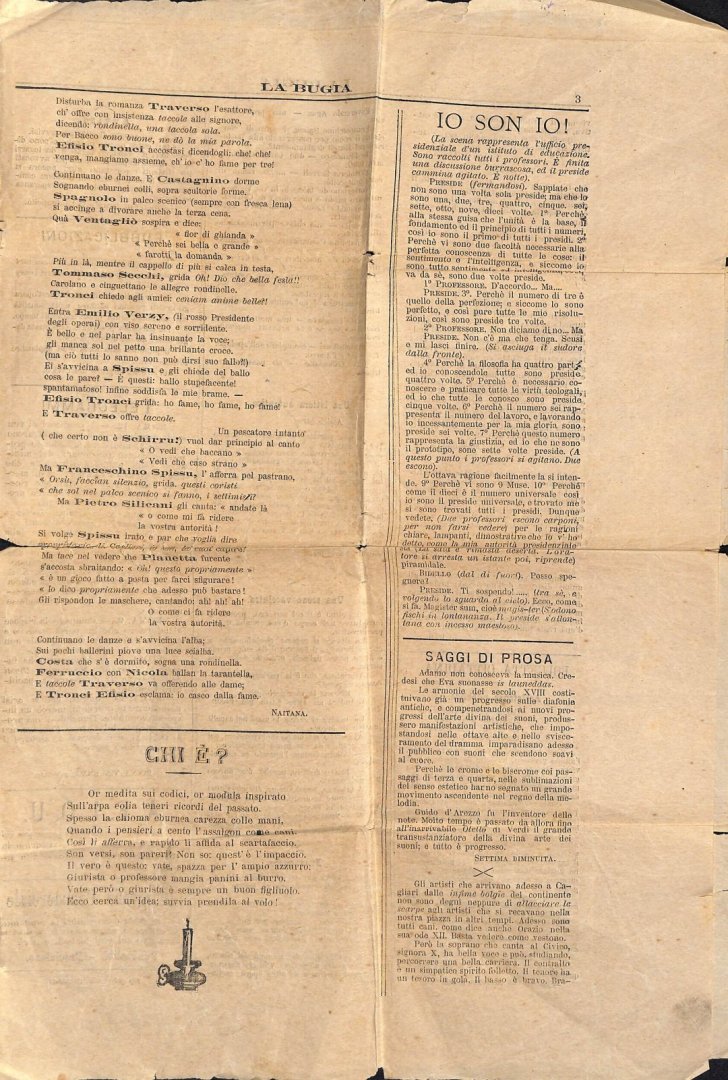 LA BUGIA
3
Disturba la romanza Traverso l'esattore,
ch' offre con insistenza taccole alle signore,
dicendo: rondinella, una taccola sola.
Per Bacco sono buone, ne dò la mia parola.
Efisio Tronci accostasi dicendogli: che! che!
venga, mangiamo assieme, ch' io c' ho fame per tre!
Continuano le danze. E Castagnino dorme
Sognando eburnei colli, sopra scultorie forme.
Spagnolo in palco scenico (sempre con fresca lena)
si accinge a divorare anche la terza cena.
Quà Ventagliò sospira e dice:
« fior di ghianda »
« Perchè sei bella e grande »
« farotti la domanda »
Più in là, mentre il cappello di più si calca in testa,
Tommaso Secchi, grida Oh! Dìo che bella festa!!
Carolano e cinguettano le allegre rondinelle.
Tronci chiede agli amici: ceniam anime belle?!
Entra Emilio Verzy, (il rosso Presidente
degli operai) con viso sereno e sorridente.
È bello e nel parlar ha insinuante la voce;
gli manca sol nel petto una brillante croce.
(ma ciò tutti lo sanno non può dirsi suo fallo?!)
Ei s'avvicina a Spissu e gli chiede del ballo
cosa le pare? — E questi: ballo stupefacente!
spantamatoso! infine soddisfa le mie brame. —
Efisio Tronci grida: ho fame, ho fame, ho fame!
E Traverso offre taccole.
Un pescatore intanto
( che certo non è Schirru!) vuol dar principio al canto
« O vedi che baccano »
« Vedi che caso strano »
Ma Franceschino Spissu, l' afferra pel pastrano,
« Orsù, facciam silenzio, grida, questi coristi
« che sol nel palco scenico si fanno, i settimisti?
Ma Pietro Silicani gli canta: « andate là
« o come mi fa ridere
la vostra autorità !
Si volge Spissu irato e par che voglia dire
Ma tace nel vedere che Planetta furente
s'accosta sbraitando: « Oh! questo propriamente »
« è un gioco fatto a posta per farci sfigurare!
« Io dico propriamente che adesso può bastare!
Gli rispondon le maschere, cantando: ah! ah! ah!
O come ci fa ridere
la vostra autorità.
Continuano le danze e s'avvicina l'alba;
Sui pochi ballerini piove una luce scialba.
Costa che s'è dormito, sogna una rondinella.
Ferruccio con Nicola ballan la tarantella,
E taccole Traverso va offerendo alle dame;
E Tronci Efisio esclama: io casco dalla fame.
NAITANA.
CHI È?
Or medita sui codici, or modula inspirato
Sull'arpa eolia teneri ricordi del passato.
Spesso la chioma eburnea carezza colle mani,
Quando i pensieri a cento l'assalgon come cani.
Così li afferra, e rapido li affida al scartafaccio.
Son versi, son pareri? Non so: quest' è l'impaccio.
Il vero è questo: vate, spazza per l' ampio azzurro.
Giurista o professore mangia panini al burro.
Vate però o giurista è sempre un buon figliuolo.
Ecco cerca un'idea; suvvia prendila al volo!
IO SON IO!
(La scena rappresenta l'ufficio pre-
sidenziale d'un istituto di educazione.
Sono raccolti tutti i professori. È finita
una discussione burrascosa, ed il preside
cammina agitato. È notte).
PRESIDE (fermandosi). Sappiate che
non sono una volta sola preside; ma che lo
sono una, due, tre, quattro, cinque, sei,
sette, otto, nove, dieci volte. 1° Perchè,
alla stessa guisa che l'unità è la base, il
fondamento ed il principio di tutti i numeri,
così io sono il primo di tutti i presidi. 2°
Perchè vi sono due facoltà necessarie alla
perfetta conoscenza di tutte le cose: il
sentimento e l'intelligenza, e siccome io
sono tutto sentimento ed intelligenza
va da sè, sono due volte preside.
1° PROFESSORE. D'accordo... Ma....
PRESIDE. 3° Perchè il numero di tre è
quello della perfezione; e siccome io sono
perfetto, e così pure tutte le mie risolu-
zioni, così sono preside tre volte.
2° PROFESSORE. Non diciamo di no... Ma
PRESIDE. Non c'è ma che tenga. Scusi,
e mi lasci finire. (Si asciuga il sudore
dalla fronte).
4° Perchè la filosofia ha quattro parti
ed io conoscendole tutte sono preside
quattro volte. 5° Perchè è necessario co-
noscere e praticare tutte le virtù teologali,
ed io che tutte le conosco sono preside
cinque volte. 6° Perchè il numero sei rap-
presenta il numero del lavoro, e lavorando
io incessantemente per la mia gloria, sono
preside sei volte. 7° Perchè questo numero
rappresenta la giustizia, ed io che ne sono
il prototipo, sono sette volte preside. (A
questo punto i professori si agitano. Due
escono).
L'ottava ragione facilmente la si inten-
de. 9° Perchè vi sono 9 Muse. 10° Perchè
come il dieci è il numero universale così
io sono il preside universale, e trovato me
si sono trovati tutti i presidi. Dunque
vedete, (Due professori escono carponi,
per non farsi vedere) per le ragioni
chiare, lampanti, dimostrative che io v' ho
dette, come la mia autorità presidenziale
sia (La sala è rimasta deserta. L'ora-
tore si arresta un istante poi, riprende)
piramidale.
BIDELLO (dal di fuori). Posso spe-
gnere?
PRESIDE. Ti sospendo!..... (tra sè, e
volgendo lo sguardo al cielo). Ecco, come
si fa. Magister sum, cioè magis-ter (S'odono
fischi in lontananza. Il preside s'allon-
tana con incesso maestoso).
SAGGI DI PROSA
Adamo non conosceva la musica. Cre-
desi che Eva suonasse is launeddas.
Le armonie del secolo XVIII costi-
tuivano già un progresso sulle diafonie
antiche, e compenetrandosi ai nuovi pro-
gressi dell'arte divina dei suoni, produs-
sero manifestazioni artistiche, che impo-
standosi nelle ottave alte e nello svisce-
ramento del dramma imparadisano adesso
il pubblico con suoni che scendono soavi
al cuore.
Perchè le crome e le biscrome coi pas-
saggi di terza e quarta, nelle sublimazioni
del senso estetico hanno segnato un grande
movimento ascendente nel regno della me-
lodia.
Guido d'Arezzo fu l'inventore delle
note. Molto tempo è passato da allora fino
all'inarrivabile Otello di Verdi il grande
transustanziatore della divina arte dei
suoni; e tutto è progresso.
SETTIMA DIMINUITA.
Gli artisti che arrivano adesso a Ca-
gliari dalle infime bolgie del continente
non sono degni neppure di allacciare le
scarpe agli artisti che si recavano nella
nostra piazza in altri tempi. Adesso sono
tutti cani, come dice anche Orazio nella
sua ode XII. Basta vedere come vestono.
Però la soprano che canta al Civico,
signora X, ha bella voce e può, studiando,
percorrere una bella carriera. Il contralto
è un simpatico spirito folletto. Il tenore ha
un tesoro in gola. Il basso è bravo. Bra-